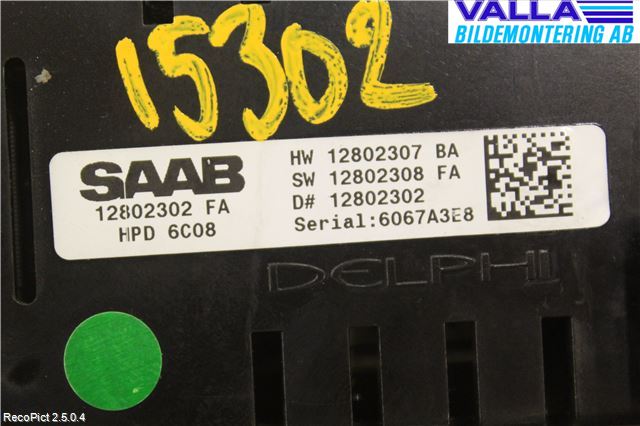 VALLA
BILDEMONTERING AB
15302
SAAB
12802302 FA
HPD 6C08
HW 12802307 BA
SW 12802308 FA
D# 12802302
Serial:6067A3E8
DELPHI
RecoPict 2.5.0.4